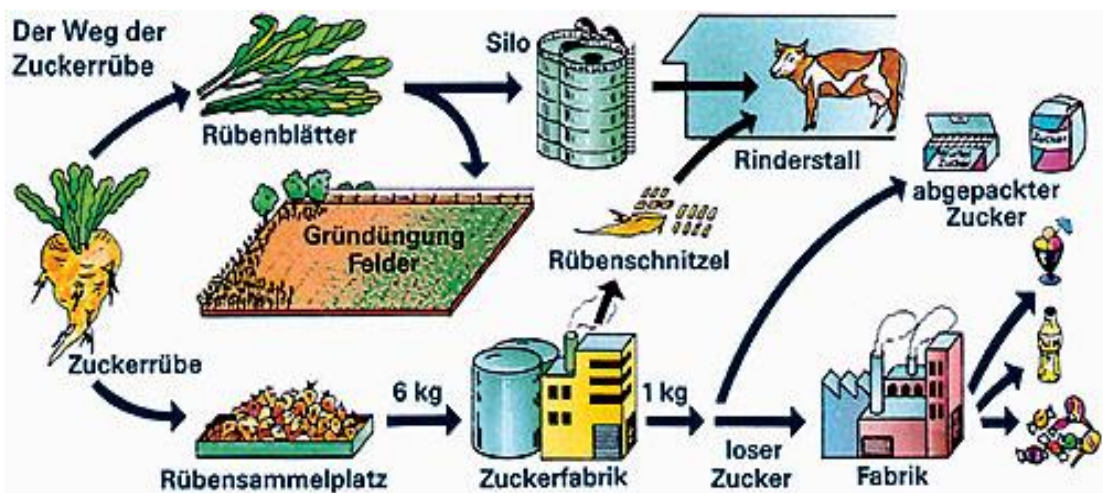 Der Weg der
Zuckerrübe
Rübenblätter
Silo
Rinderstall
Zucker
abgepackter
Zucker
Gründüngung
Felder
Rübenschnitzel
Zuckerrübe
6 kg
1 kg
Rübensammelplatz
Zuckerfabrik
loser
Zucker
Fabrik